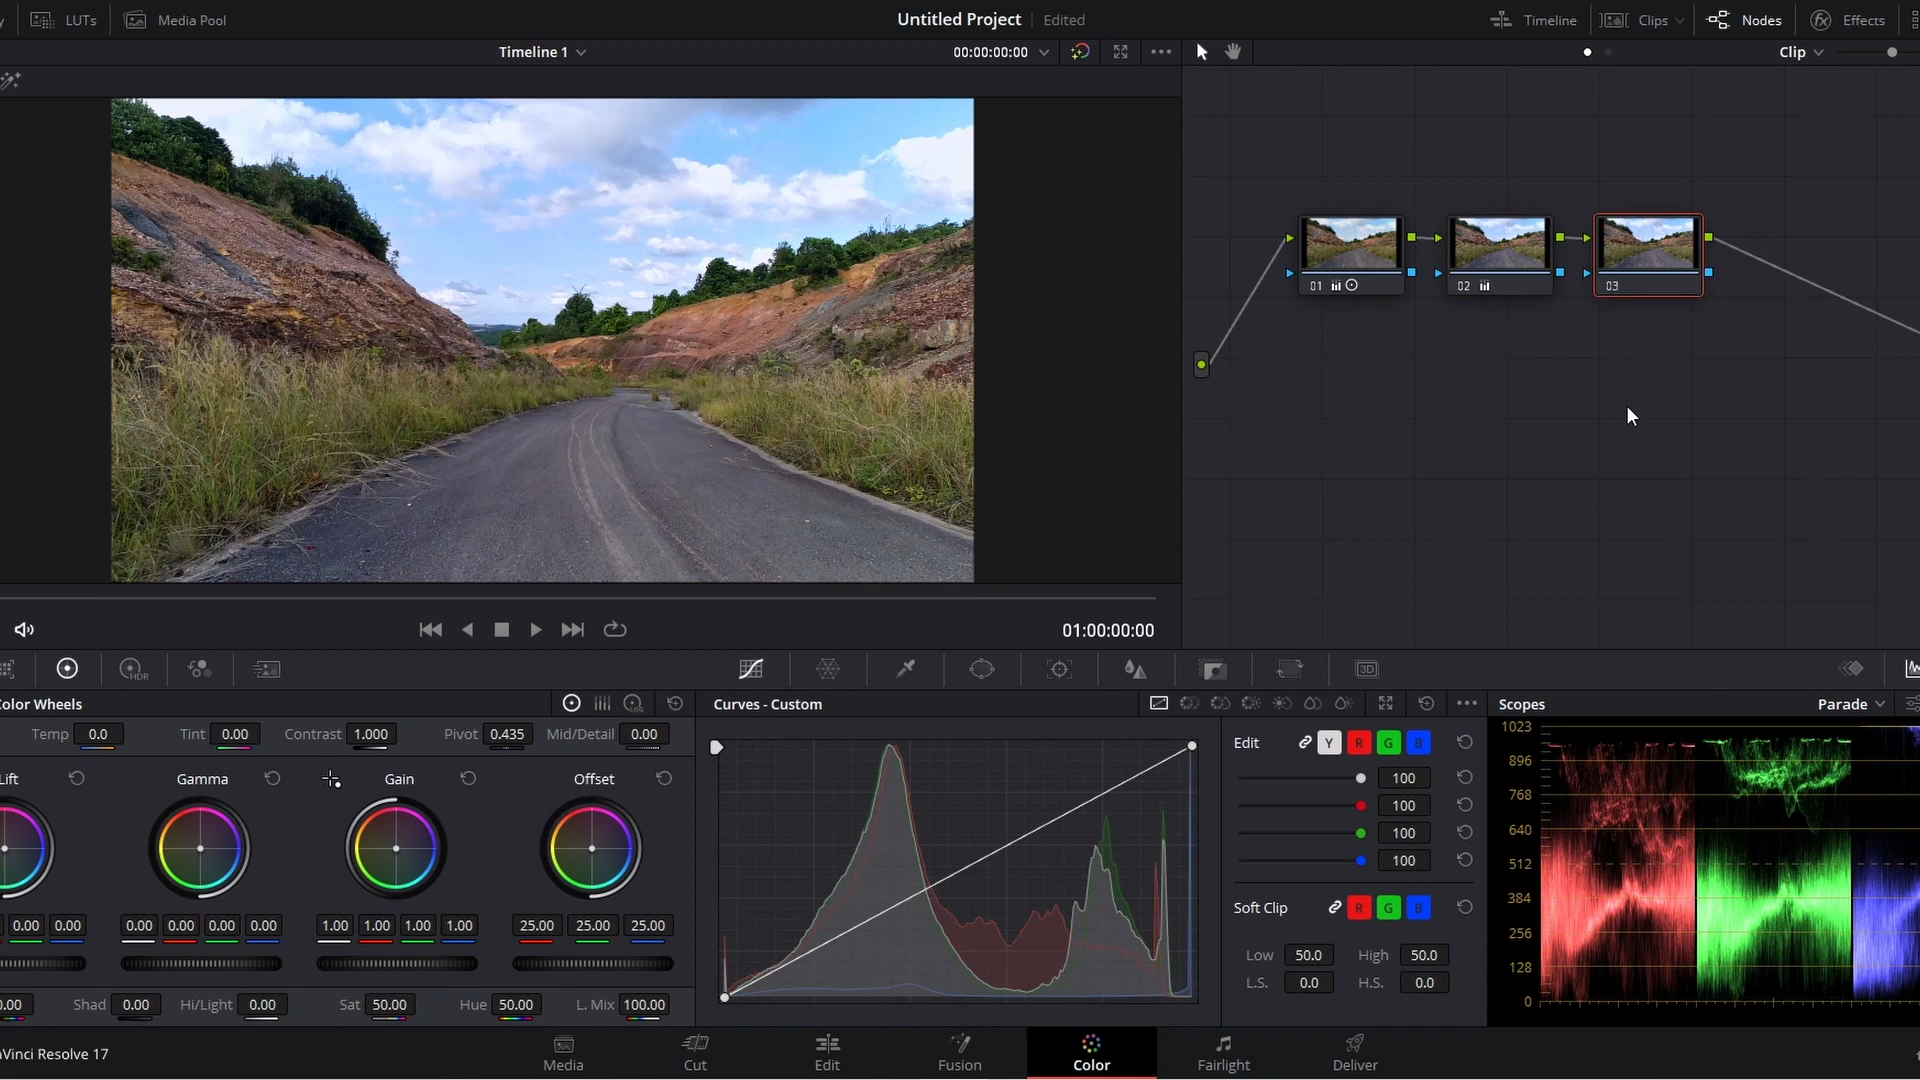 LUTs
Media Pool
Untitled Project
Edited
Timeline
Clips
Nodes
Effects
Timeline 1
00:00:00:00
Clip
01
02
03
01:00:00:00
HDR
3D
Color Wheels
LOG
Curves - Custom
Scopes
Parade
Temp 0.0
Tint 0.00
Contrast 1.000
Pivot 0.435
Mid/Detail 0.00
Lift
Gamma
Gain
Offset
0.00 0.00
0.00 0.00 0.00 0.00
1.00 1.00 1.00 1.00
25.00 25.00 25.00
0.00
Shad 0.00
Hi/Light 0.00
Sat 50.00
Hue 50.00
L. Mix 100.00
Edit
Y R G B
100
100
100
100
Soft Clip
R G B
Low 50.0
High 50.0
L.S. 0.0
H.S. 0.0
1023
896
768
640
512
384
256
128
0
aVinci Resolve 17
Media
Cut
Edit
Fusion
Color
Fairlight
Deliver